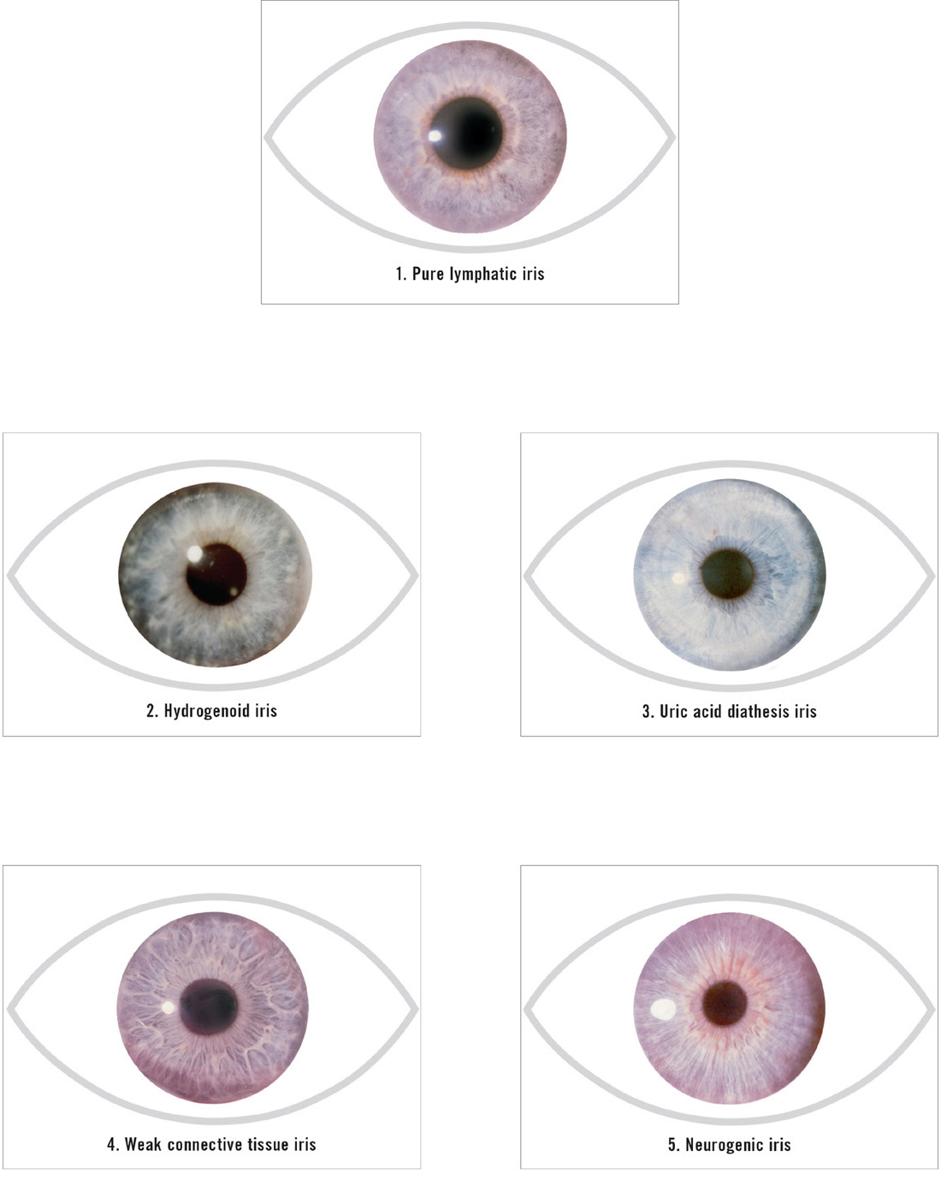 1. Pure lymphatic iris
2. Hydrogenoid iris
3. Uric acid diathesis iris
4. Weak connective tissue iris
5. Neurogenic iris